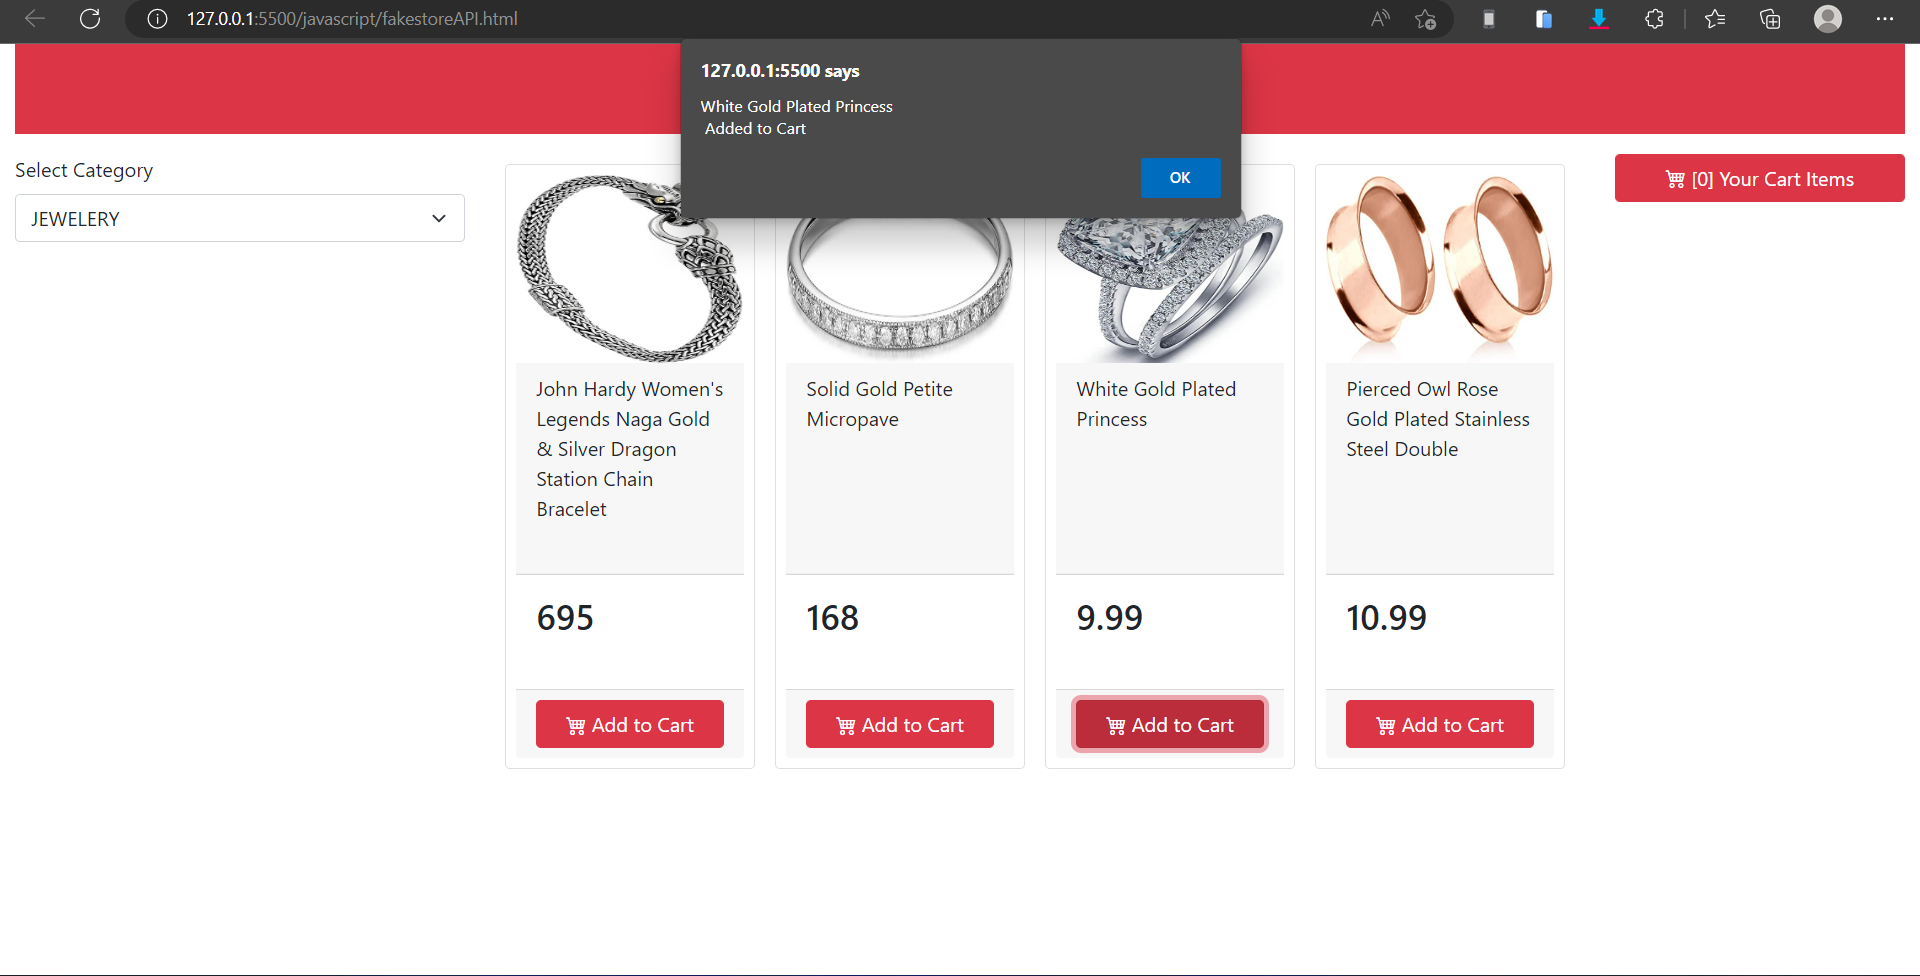 127.0.0.1:5500/javascript/fakestoreAPI.html
127.0.0.1:5500 says
White Gold Plated Princess
Added to Cart
OK
Select Category
JEWELERY
[0] Your Cart Items
John Hardy Women's
Legends Naga Gold
& Silver Dragon
Station Chain
Bracelet
695
Add to Cart
Solid Gold Petite
Micropave
168
Add to Cart
White Gold Plated
Princess
9.99
Add to Cart
Pierced Owl Rose
Gold Plated Stainless
Steel Double
10.99
Add to Cart